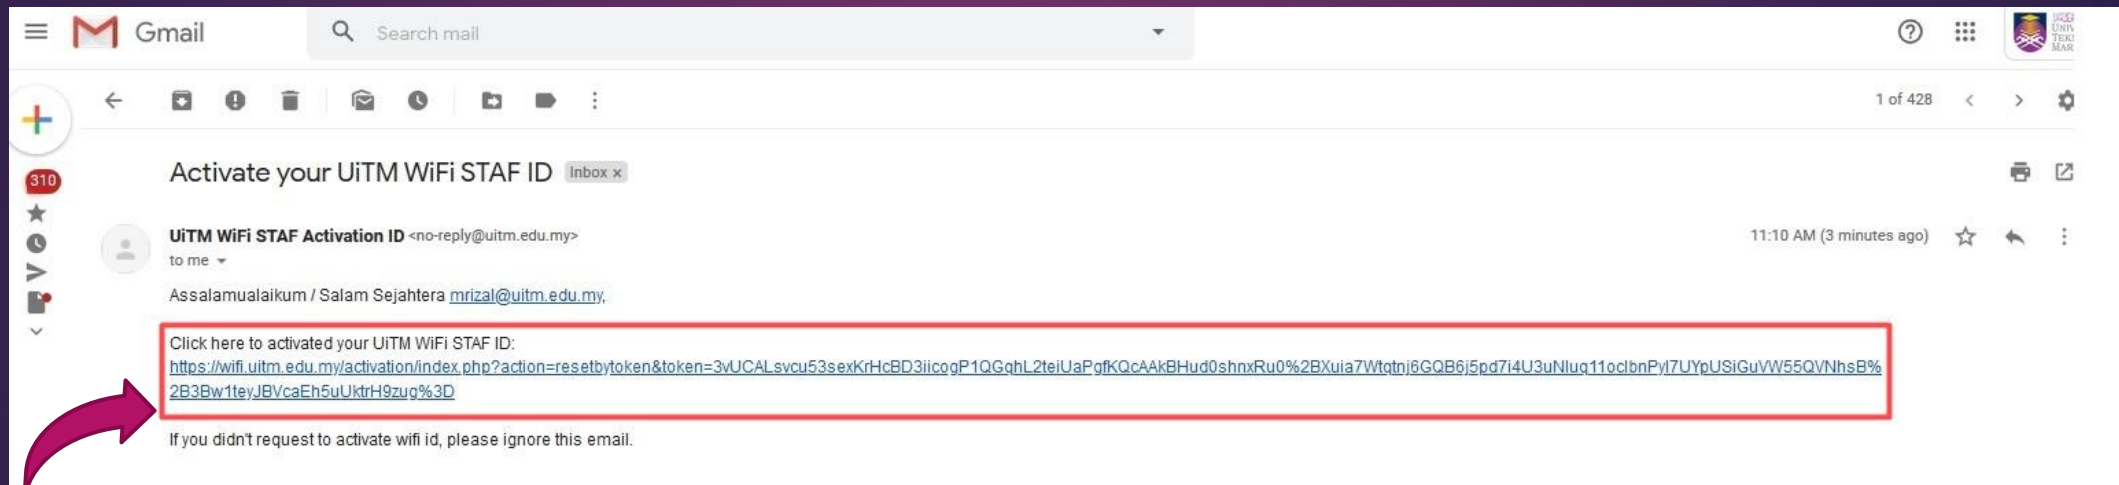 Gmail
Search mail
1 of 428
Activate your UiTM WiFi STAF ID Inbox x
310
UiTM WiFi STAF Activation ID <no-reply@uitm.edu.my>
11:10 AM (3 minutes ago)
to me
Assalamualaikum / Salam Sejahtera mrizal@uitm.edu.my,
Click here to activated your UiTM WiFi STAF ID:
https://wifi.uitm.edu.my/activation/index.php?action=resetbytoken&token=3vUCALsvcu53sexKrHcBD3iicogP1QGqhL2teiUaPgfKQcAAkBHud0shnxRu0%2BXuia7Wtqtnj6GQB6j5pd7i4U3uNluq11oclbnPyI7UYpUSiGuVW55QVNhsB%
2B3Bw1teyJBVcaEh5uUktrH9zug%3D
If you didn't request to activate wifi id, please ignore this email.